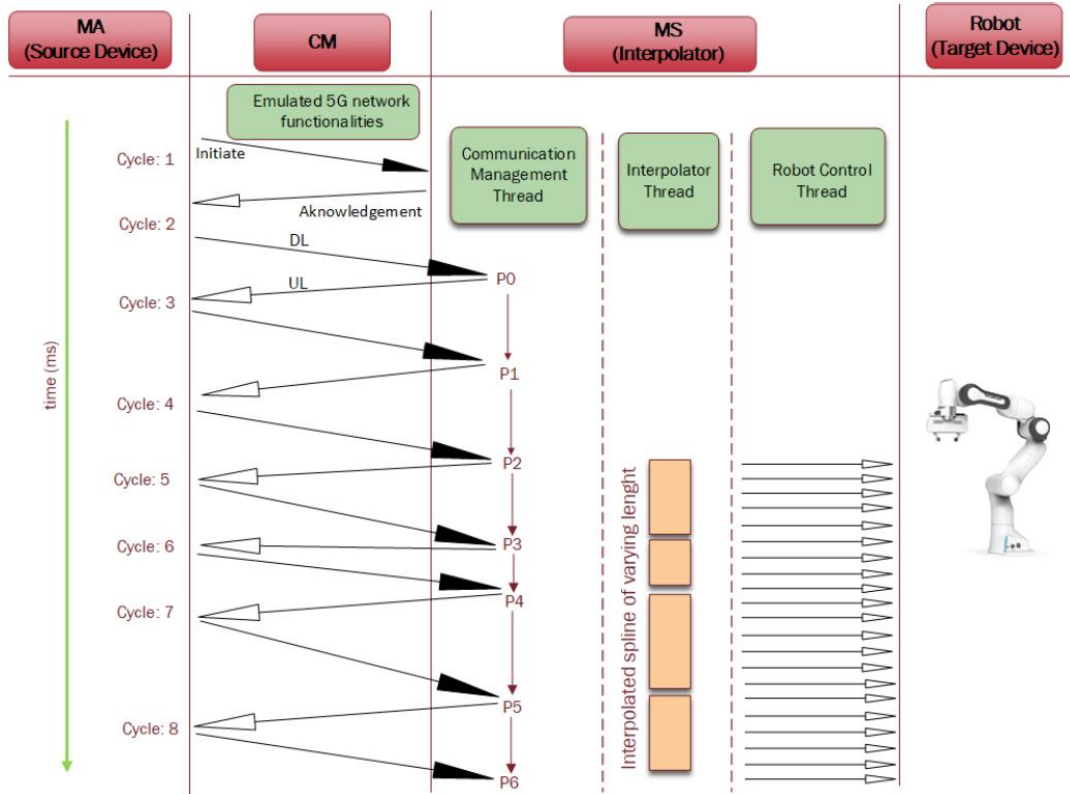 MA
(Source Device)
CM
MS
(Interpolator)
Robot
(Target Device)
Emulated 5G network
functionalities
Communication
Management
Thread
Interpolator
Thread
Robot Control
Thread
Cycle: 1
Initiate
Aknowledgement
Cycle: 2
DL
P0
UL
Cycle: 3
P1
time (ms)
Cycle: 4
P2
Cycle: 5
Interpolated spline of varying lenght
P3
Cycle: 6
P4
Cycle: 7
P5
Cycle: 8
P6